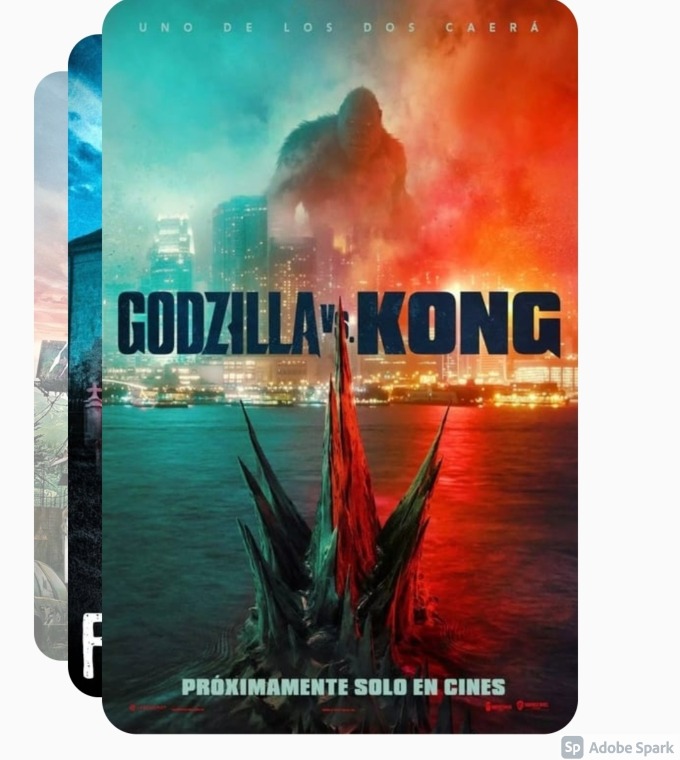 UNO DE LOS DOS CAERÁ
GODZILLA vs. KONG
PRÓXIMAMENTE SOLO EN CINES
Sp Adobe Spark